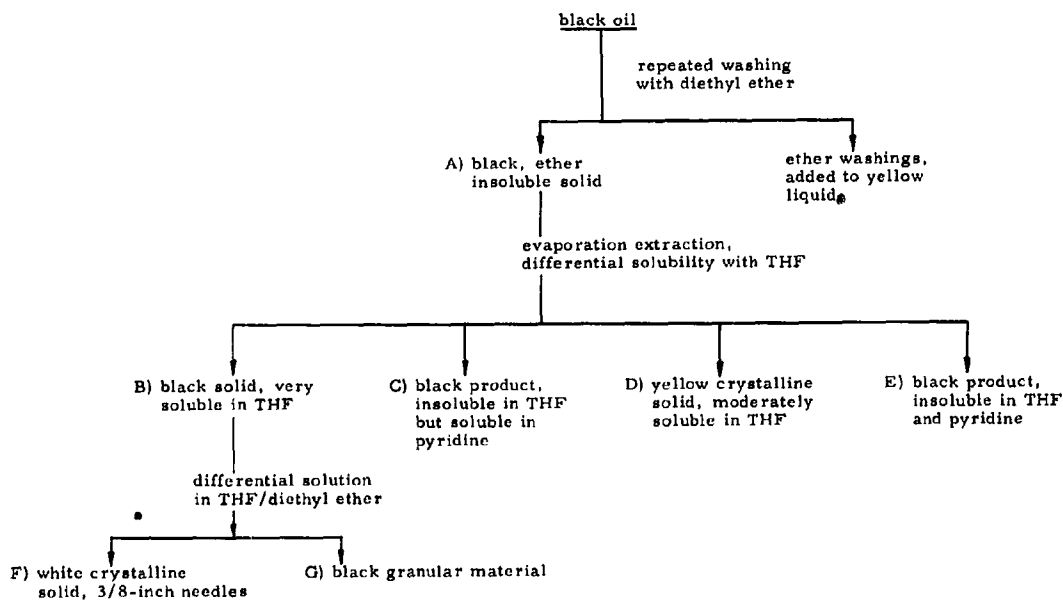 black oil
repeated washing
with diethyl ether
A) black, ether
insoluble solid
ether washings,
added to yellow
liquid
evaporation extraction,
differential solubility with THF
B) black solid, very
soluble in THF
C) black product,
insoluble in THF
but soluble in
pyridine
D) yellow crystalline
solid, moderately
soluble in THF
E) black product,
insoluble in THF
and pyridine
differential solution
in THF/diethyl ether
F) white crystalline
solid, 3/8-inch needles
G) black granular material